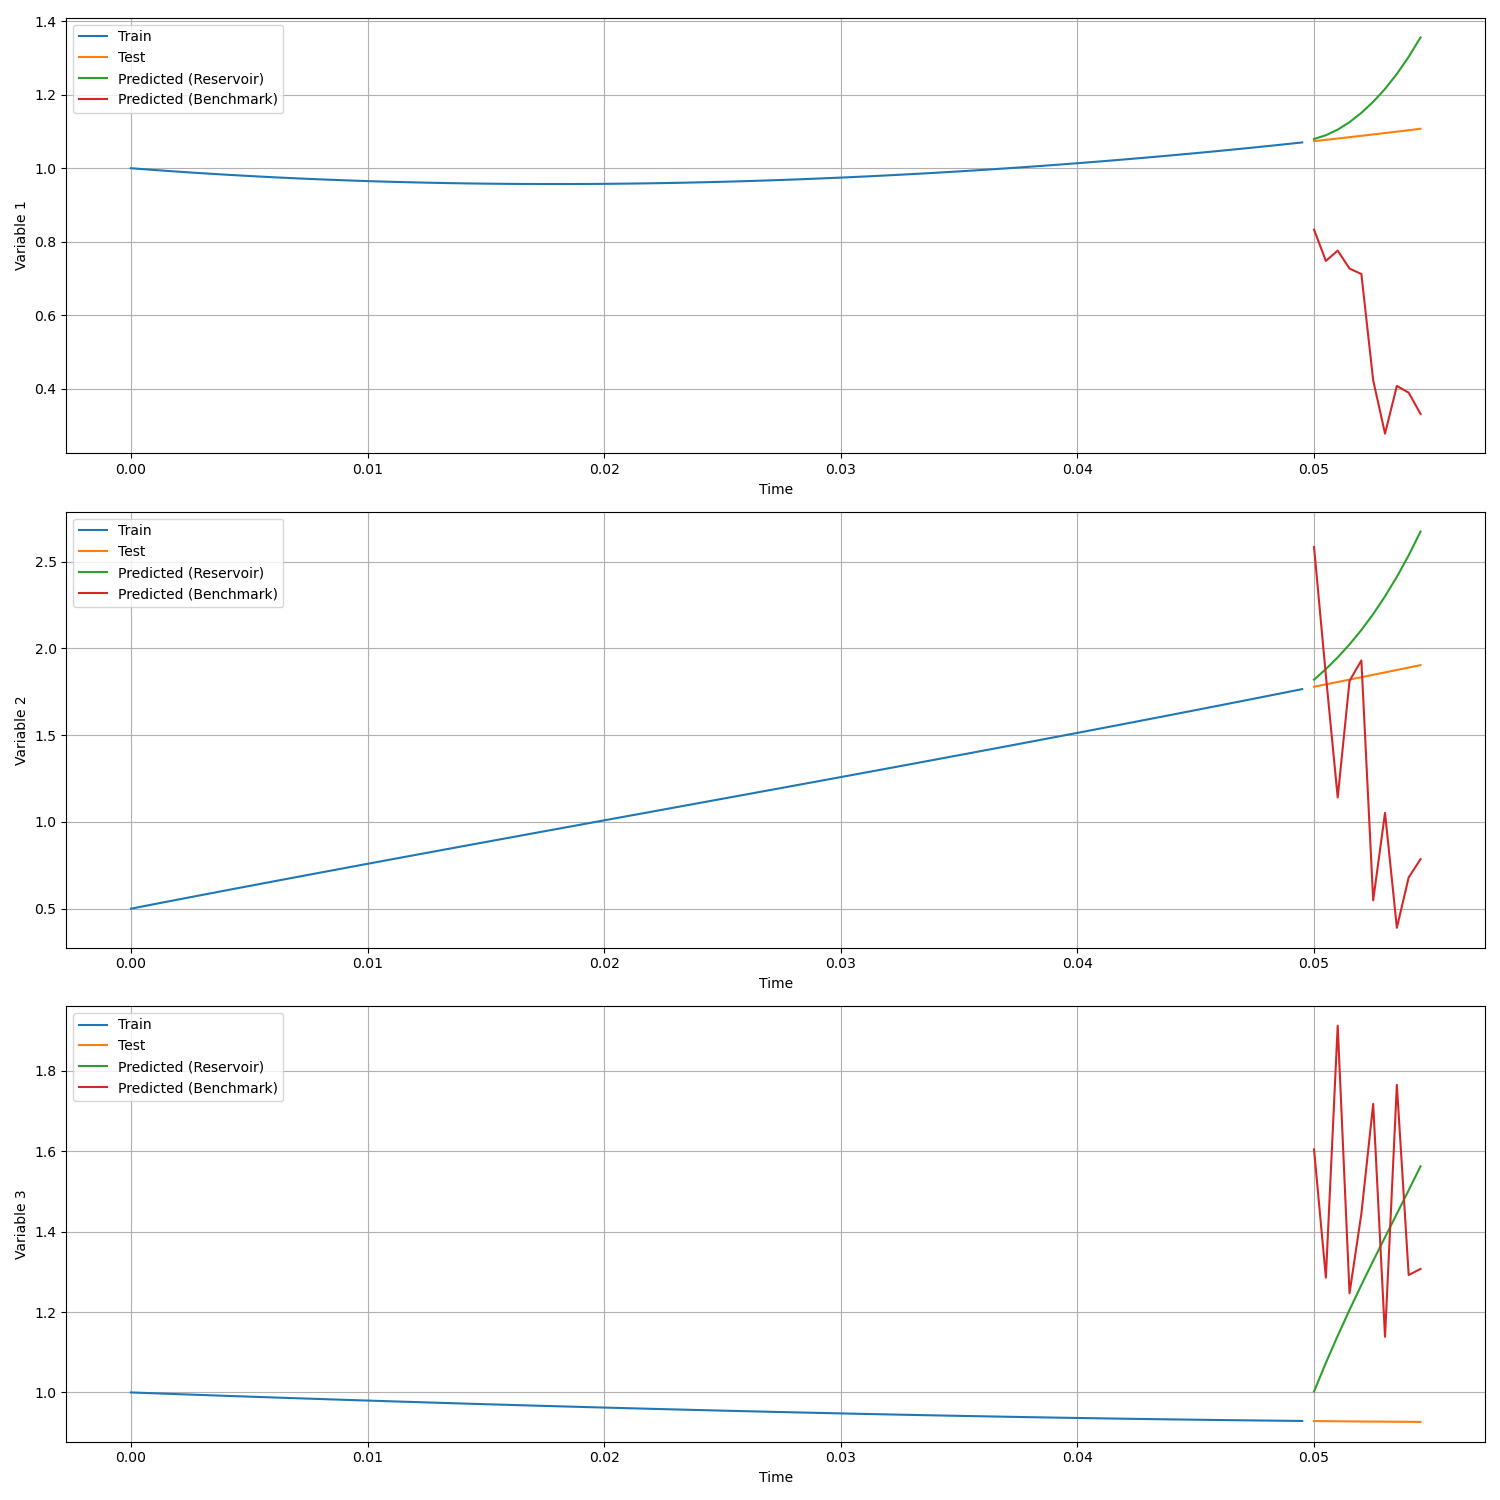 1.4
1.2
1.0
0.8
0.6
0.4
Variable 1
Train
Test
Predicted (Reservoir)
Predicted (Benchmark)
0.00 0.01 0.02 0.03 0.04 0.05
Time
2.5
2.0
1.5
1.0
0.5
Variable 2
Train
Test
Predicted (Reservoir)
Predicted (Benchmark)
0.00 0.01 0.02 0.03 0.04 0.05
Time
1.8
1.6
1.4
1.2
1.0
Variable 3
Train
Test
Predicted (Reservoir)
Predicted (Benchmark)
0.00 0.01 0.02 0.03 0.04 0.05
Time